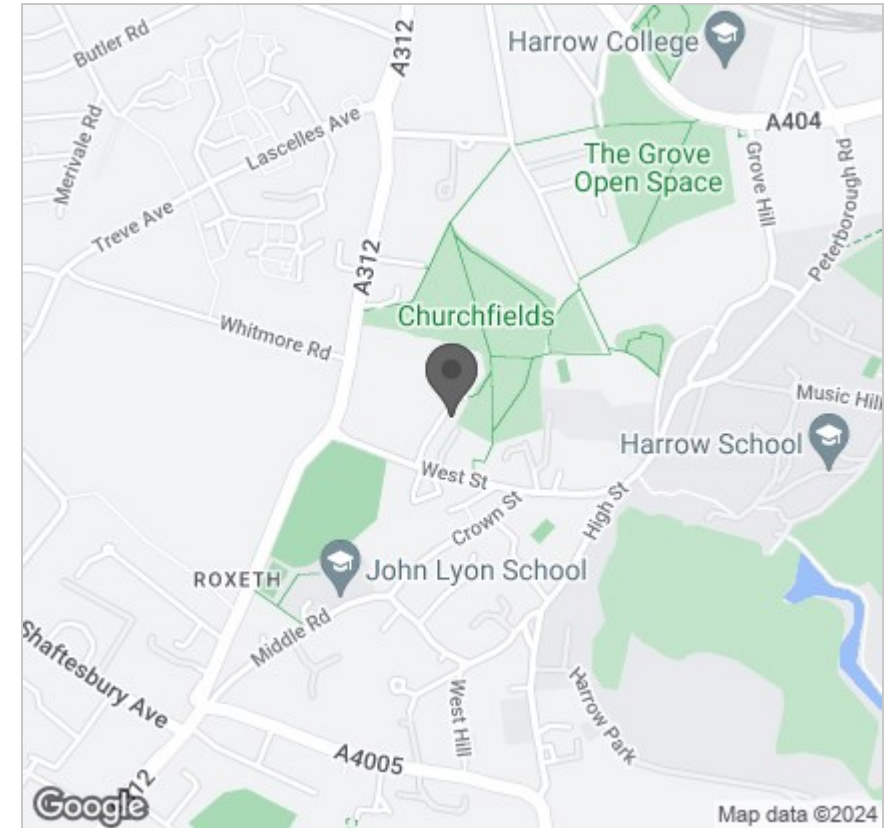 Butler Rd
A312
Harrow College
A404
Merivale Rd
Lascelles Ave
The Grove
Open Space
Grove Hill
Peterborough Rd
Treve Ave
A312
Churchfields
Whitmore Rd
Music Hill
Harrow School
West St
Crown St
High St
ROXETH
John Lyon School
Middle Rd
Shaftesbury Ave
West Hill
Harrow Park
A4005
12
Google
Map data ©2024